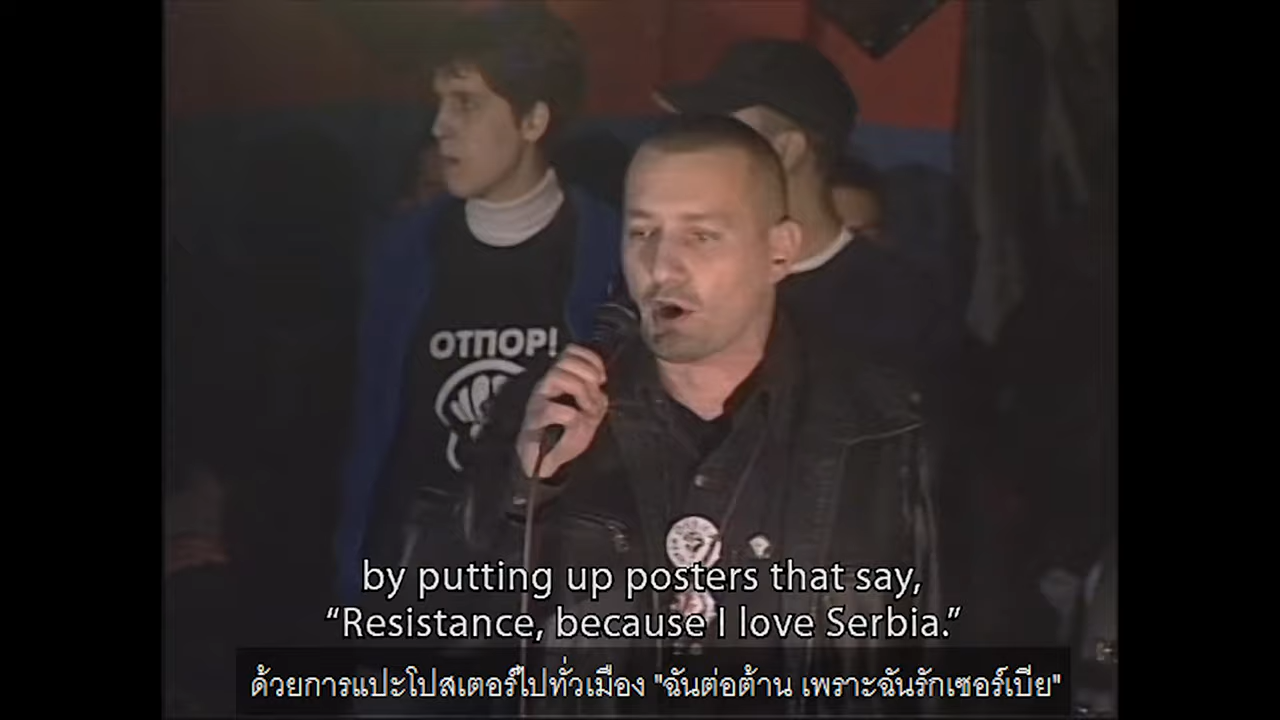 ОТПОР!
by putting up posters that say,
“Resistance, because I love Serbia.”
ด้วยการแปะโปสเตอร์ไปทั่วเมือง "ฉันต่อต้าน เพราะฉันรักเซอร์เบีย"